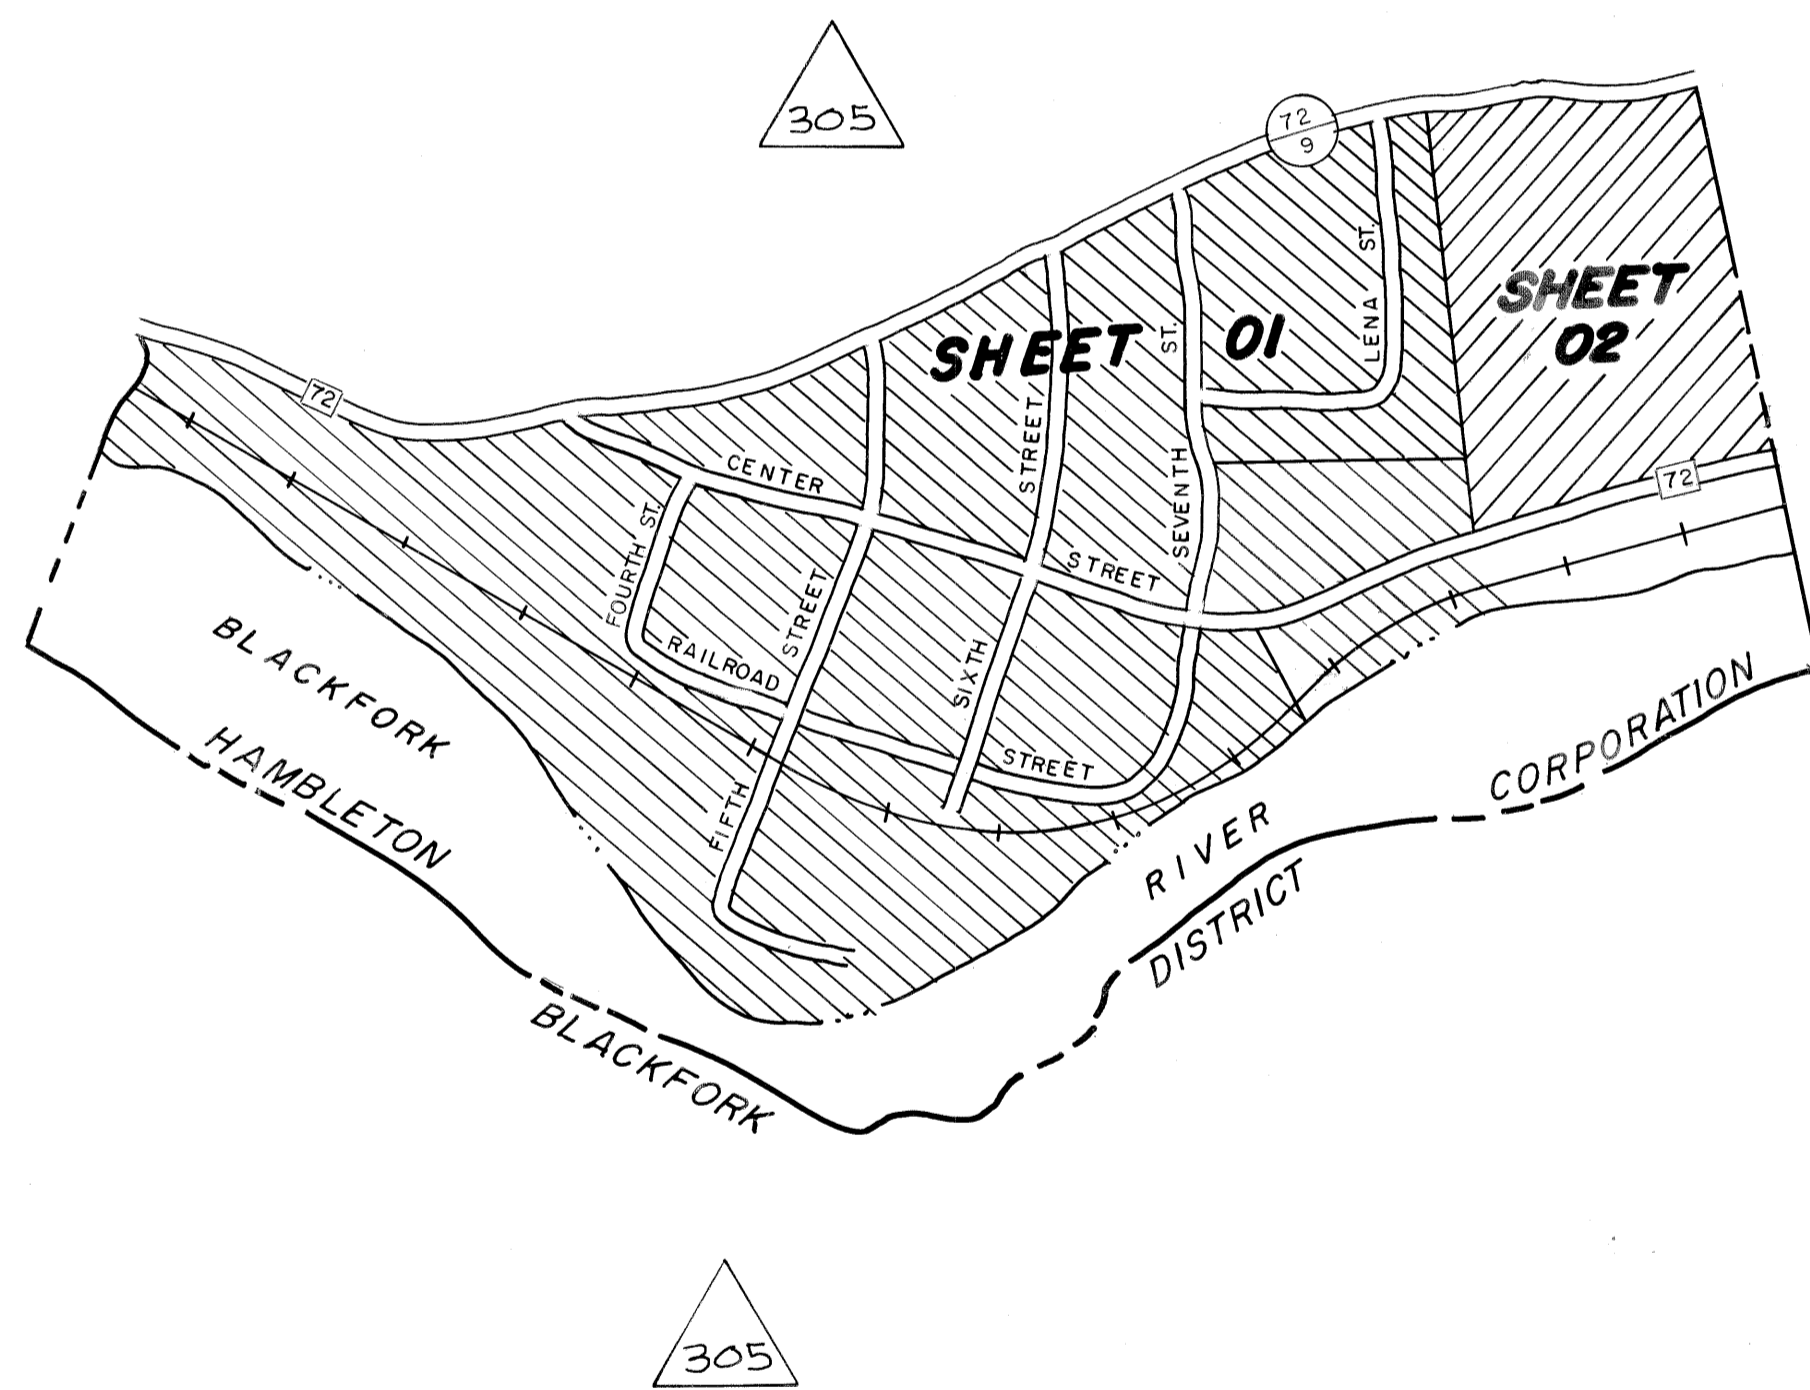 305
72
9
LENA ST.
SHEET 01
SHEET
02
72
CENTER STREET
STREET
SEVENTH ST.
72
FOURTH ST.
FIFTH STREET
SIXTH
RAILROAD STREET
BLACKFORK RIVER
HAMBLETON CORPORATION
BLACKFORK DISTRICT
305